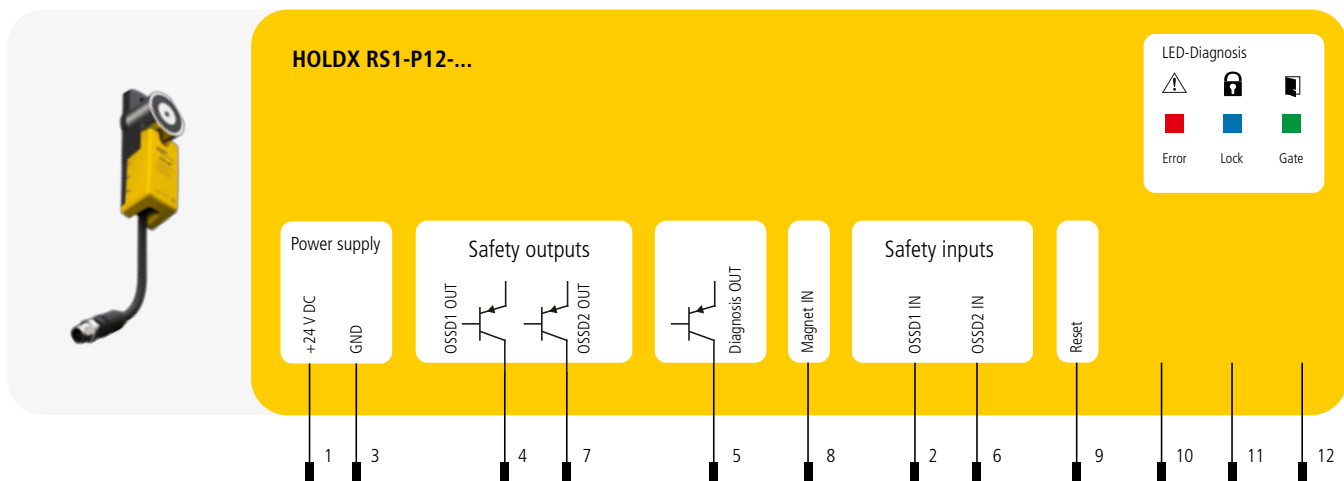 HOLDX RS1-P12-...
LED-Diagnosis
Error Lock Gate
Power supply
+24 V DC
GND
Safety outputs
OSSD1 OUT
OSSD2 OUT
Diagnosis OUT
Magnet IN
Safety inputs
OSSD1 IN
OSSD2 IN
Reset
1 3 4 7 5 8 2 6 9 10 11 12